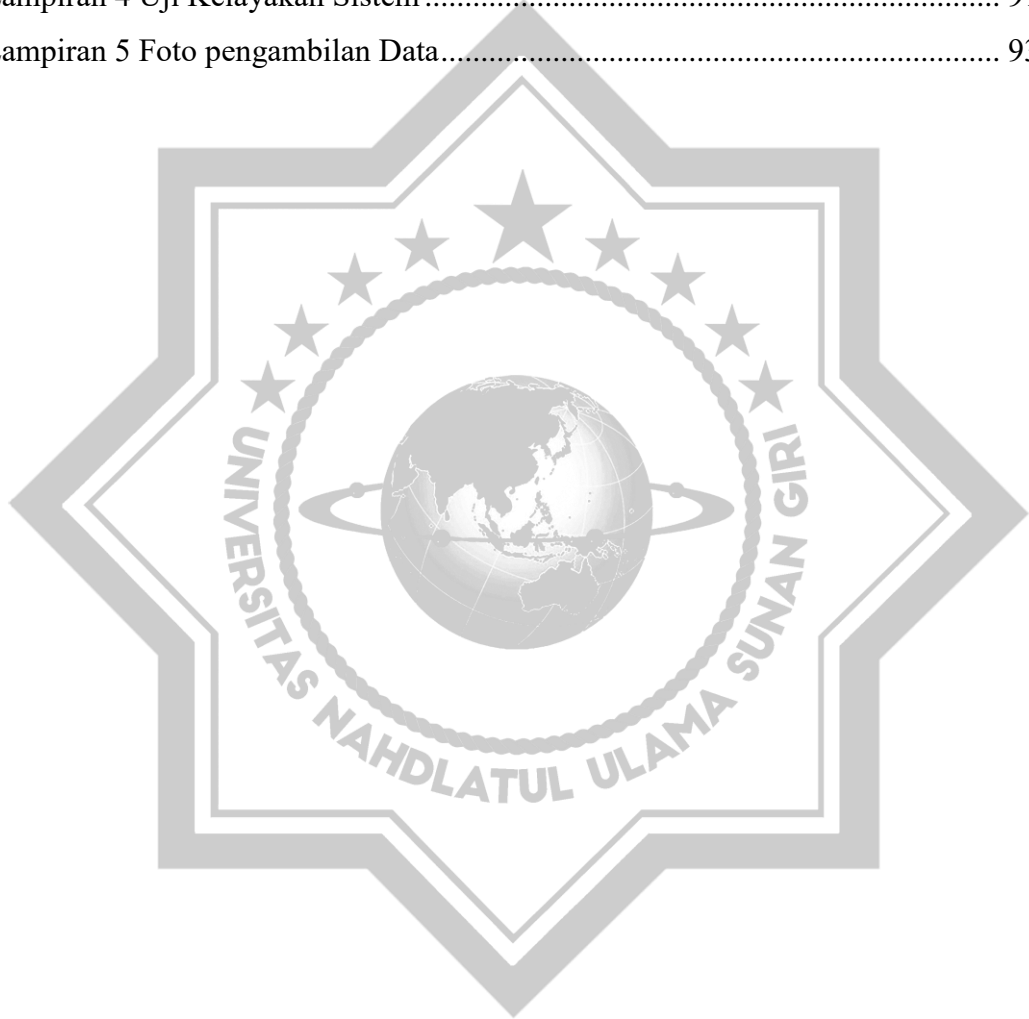 ampiran 4 Uji Kelayakan Sistem
ampiran 5 Foto pengambilan Data 93
UNIVERSITAS NAHDLATUL ULAMA SUNAN GIRI